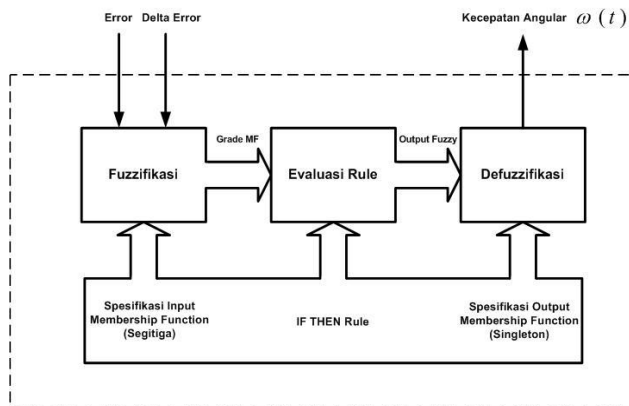 Error
Delta Error
Kecepatan Angular ω(t)
Grade MF
Output Fuzzy
Fuzzifikasi
Evaluasi Rule
Defuzzifikasi
Spesifikasi Input
Membership Function
(Segitiga)
IF THEN Rule
Spesifikasi Output
Membership Function
(Singleton)